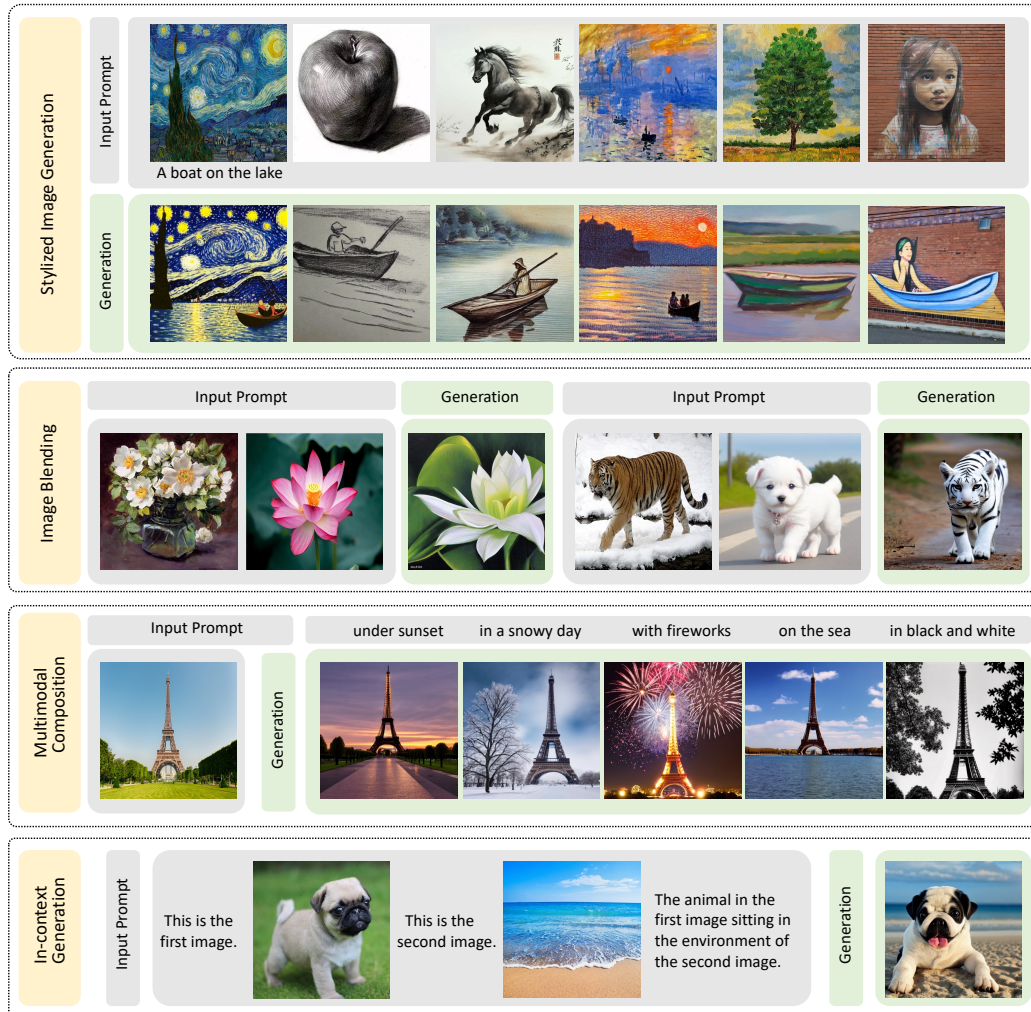 Stylized Image Generation
Input Prompt
A boat on the lake
Generation
Image Blending
Input Prompt
Generation
Input Prompt
Generation
Multimodal
Composition
Input Prompt
Generation
under sunset
in a snowy day
with fireworks
on the sea
in black and white
In-context
Generation
Input Prompt
This is the
first image.
This is the
second image.
The animal in the
first image sitting in
the environment of
the second image.
Generation